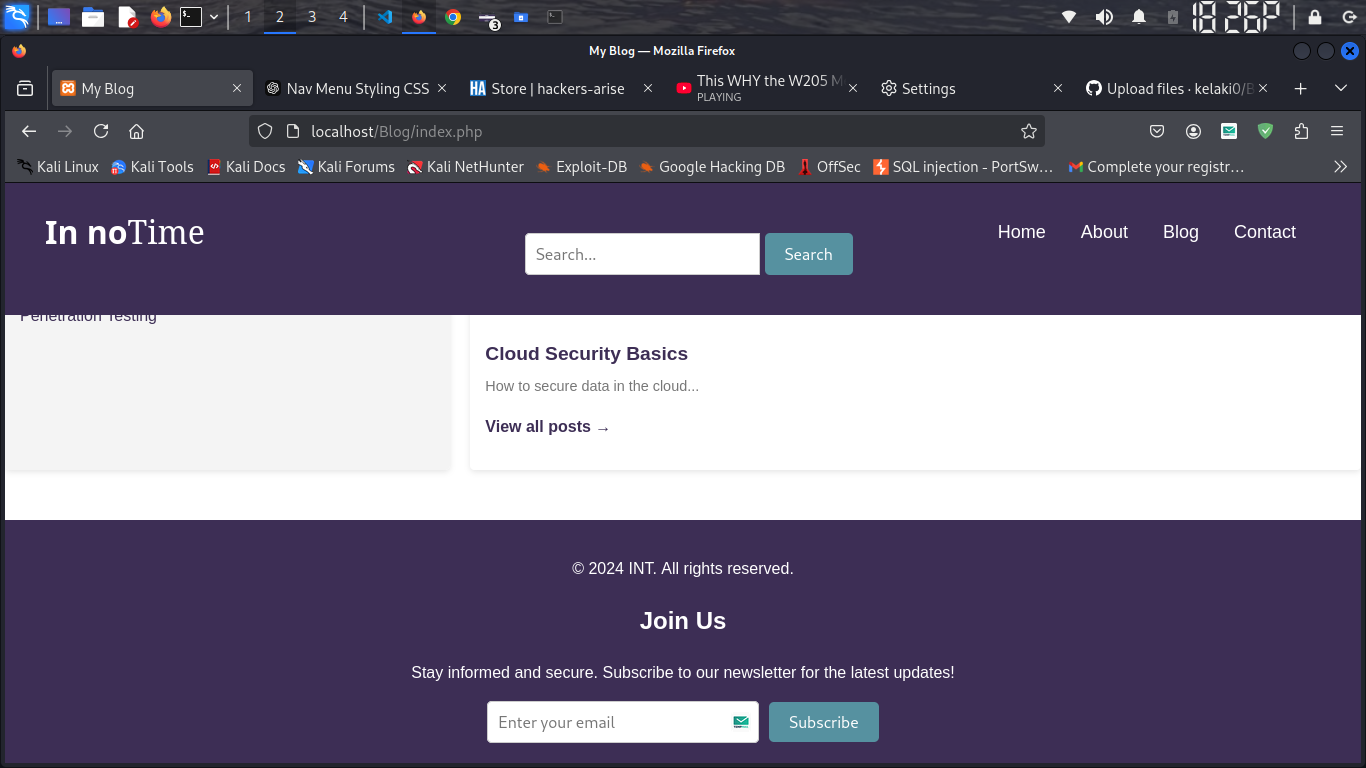 1 2 3 4 3 18 26P
My Blog — Mozilla Firefox
My Blog Nav Menu Styling CSS Store | hackers-arise This WHY the W205 M Settings Upload files · kelaki0/B
PLAYING
localhost/Blog/index.php
Kali Linux Kali Tools Kali Docs Kali Forums Kali NetHunter Exploit-DB Google Hacking DB OffSec SQL injection - PortSw… Complete your registr…
In noTime Home About Blog Contact
Search... Search
Penetration Testing
Cloud Security Basics
How to secure data in the cloud...
View all posts →
© 2024 INT. All rights reserved.
Join Us
Stay informed and secure. Subscribe to our newsletter for the latest updates!
Enter your email Subscribe